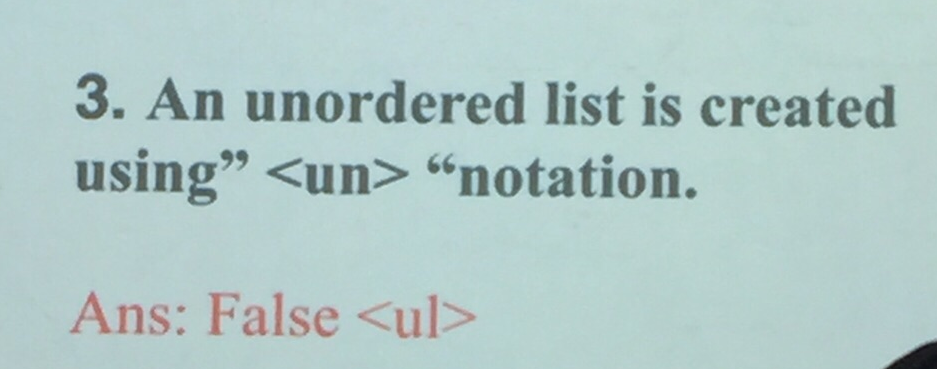 3. An unordered list is created
using” <un> “notation.
Ans: False <ul>